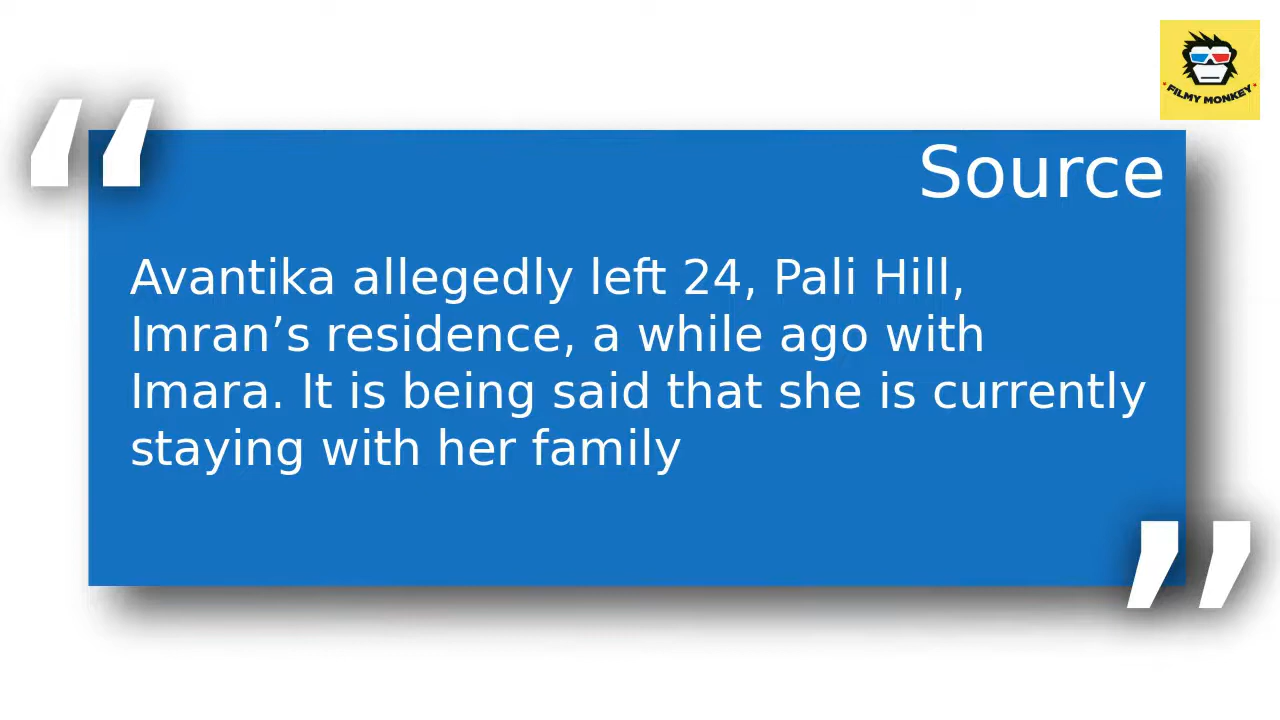 FILMY MONKEY
Source
Avantika allegedly left 24, Pali Hill,
Imran’s residence, a while ago with
Imara. It is being said that she is currently
staying with her family